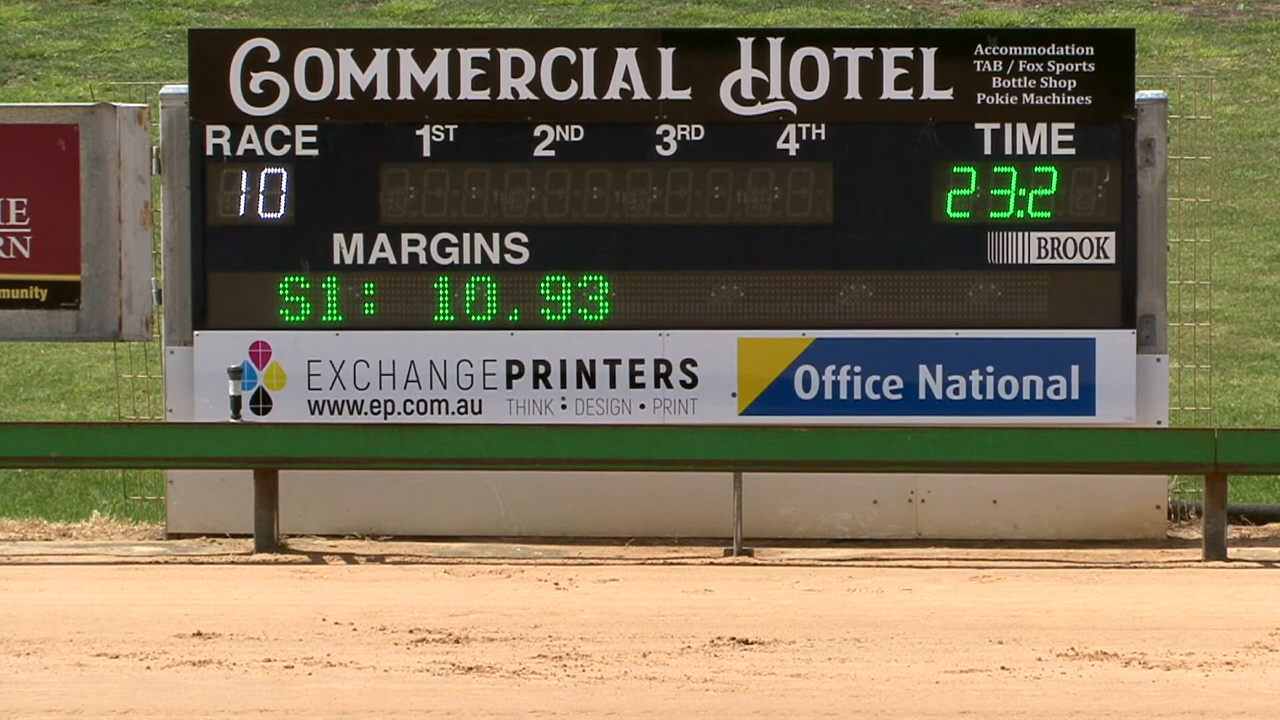 COMMERCIAL HOTEL
Accommodation
TAB / Fox Sports
Bottle Shop
Pokie Machines
RACE 1ST 2ND 3RD 4TH TIME
10 23:2
MARGINS
BROOK
S1: 10.93
EXCHANGEPRINTERS
www.ep.com.au THINK • DESIGN • PRINT
Office National